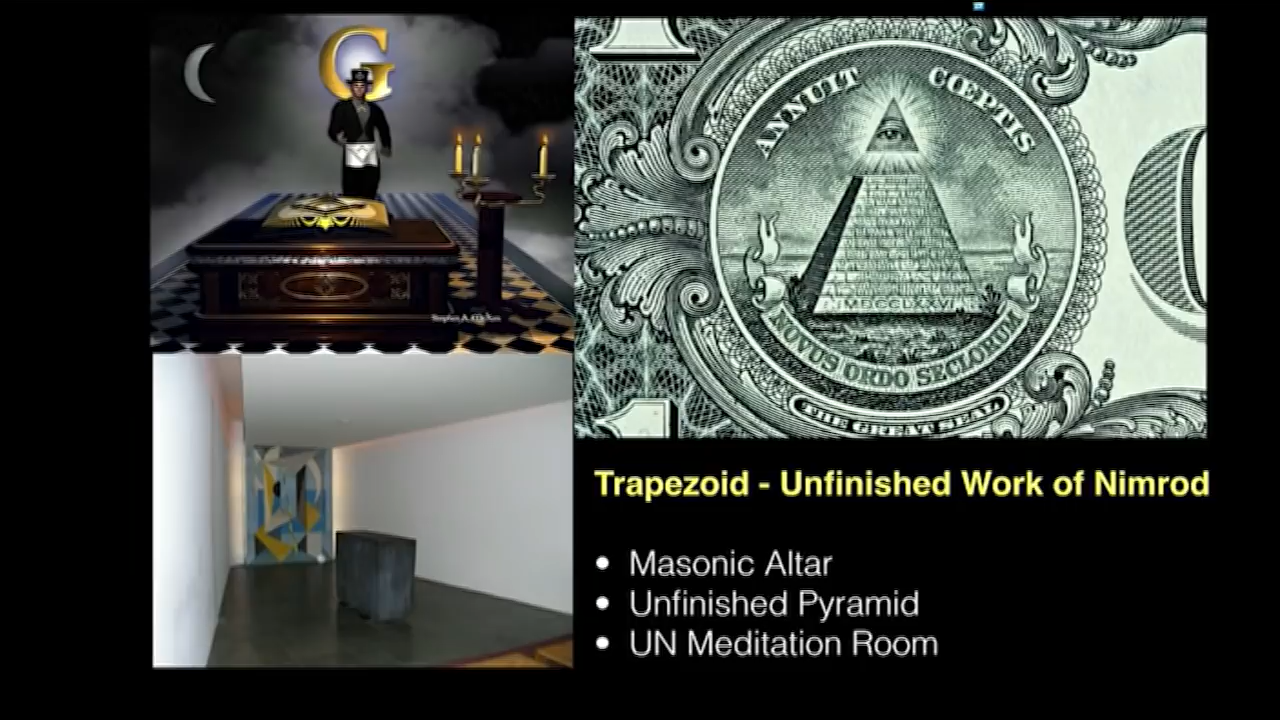 G
ANNUIT CŒPTIS
MDCCLXXVI
NOVUS ORDO SECLORUM
THE GREAT SEAL
Trapezoid - Unfinished Work of Nimrod
• Masonic Altar
• Unfinished Pyramid
• UN Meditation Room